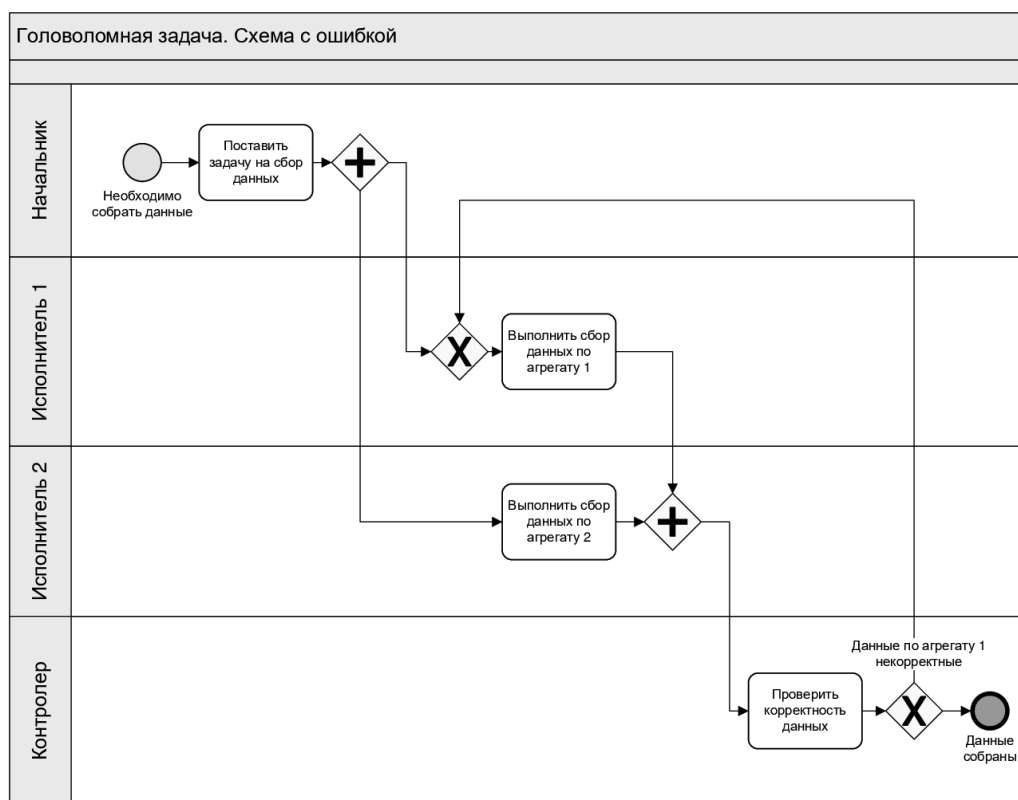 Головоломная задача. Схема с ошибкой
Начальник
Необходимо
собрать данные
Поставить
задачу на сбор
данных
Исполнитель 1
Выполнить сбор
данных по
агрегату 1
Исполнитель 2
Выполнить сбор
данных по
агрегату 2
Контролер
Проверить
корректность
данных
Данные по агрегату 1
некорректные
Данные
собраны